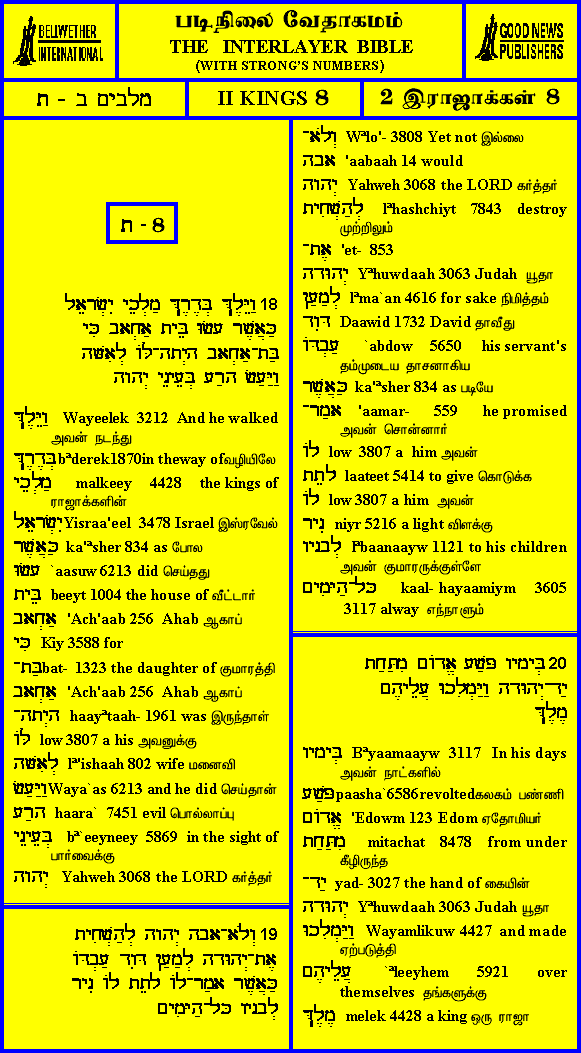 BELLWETHER
INTERNATIONAL
படிநிலை வேதாகமம்
THE INTERLAYER BIBLE
(WITH STRONG'S NUMBERS)
GOOD NEWS
PUBLISHERS
מלבים ב - ת
II KINGS 8
2 இராஜாக்கள் 8
ת - 8
18 וַיֵּלֶךְ בְּדֶרֶךְ מַלְכֵי יִשְׂרָאֵל
כַּאֲשֶׁר עָשׂוּ בֵּית אַחְאָב כִּי
בַּת־אַחְאָב הָיְתָה־לּוֹ לְאִשָּׁה
וַיַּעַשׂ הָרַע בְּעֵינֵי יְהוָה
וַיֵּלֶךְ Wayeelek 3212 And he walked
அவன் நடந்து
בְּדֶרֶךְ bªderek1870in theway ofவழியிலே
מַלְכֵי malkeey 4428 the kings of
ராஜாக்களின்
יִשְׂרָאֵל Yisraa'eel 3478 Israel இஸ்ரவேல்
כַּאֲשֶׁר ka'ªsher 834 as போல
עָשׂוּ `aasuw 6213 did செய்தது
בֵּית beeyt 1004 the house of வீட்டார்
אַחְאָב 'Ach'aab 256 Ahab ஆகாப்
כִּי Kiy 3588 for
בַּת־ bat- 1323 the daughter of குமாரத்தி
אַחְאָב 'Ach'aab 256 Ahab ஆகாப்
הָיְתָה־ haayªtaah- 1961 was இருந்தாள்
לּוֹ low 3807 a his அவனுக்கு
לְאִשָּׁה lª'ishaah 802 wife மனைவி
וַיַּעַשׂ Waya`as 6213 and he did செய்தான்
הָרַע haara` 7451 evil பொல்லாப்பு
בְּעֵינֵי bª`eeyneey 5869 in the sight of
பார்வைக்கு
יְהוָה Yahweh 3068 the LORD கர்த்தர்
19 וְלֹא־אָבָה יְהוָה לְהַשְׁחִית
אֶת־יְהוּדָה לְמַעַן דָּוִד עַבְדּוֹ
כַּאֲשֶׁר אָמַר־לוֹ לָתֵת לוֹ נִיר
לְבָנָיו כָּל־הַיָּמִים
וְלֹא־ Wªlo'- 3808 Yet not இல்லை
אָבָה 'aabaah 14 would
יְהוָה Yahweh 3068 the LORD கர்த்தர்
לְהַשְׁחִית lªhashchiyt 7843 destroy
முற்றிலும்
אֶת־ 'et- 853
יְהוּדָה Yªhuwdaah 3063 Judah யூதா
לְמַעַן lªma`an 4616 for sake நிமித்தம்
דָּוִד Daawid 1732 David தாவீது
עַבְדּוֹ `abdow 5650 his servant's
தம்முடைய தாசனாகிய
כַּאֲשֶׁר ka'ªsher 834 as படியே
אָמַר־ 'aamar- 559 he promised
அவன் சொன்னார்
לוֹ low 3807 a him அவன்
לָתֵת laateet 5414 to give கொடுக்க
לוֹ low 3807 a him அவன்
נִיר niyr 5216 a light விளக்கு
לְבָנָיו lªbaanaayw 1121 to his children
அவன் குமாரருக்குள்ளே
כָּל־הַיָּמִים kaal- hayaamiym 3605
3117 alway எந்நாளும்
20 בְּיָמָיו פָּשַׁע אֱדוֹם מִתַּחַת
יַד־יְהוּדָה וַיַּמְלִכוּ עֲלֵיהֶם
מֶלֶךְ
בְּיָמָיו Bªyaamaayw 3117 In his days
அவன் நாட்களில்
פָּשַׁע paasha`6586revoltedகலகம் பண்ணி
אֱדוֹם 'Edowm 123 Edom ஏதோமியர்
מִתַּחַת mitachat 8478 from under
கீழிருந்த
יַד־ yad- 3027 the hand of கையின்
יְהוּדָה Yªhuwdaah 3063 Judah யூதா
וַיַּמְלִכוּ Wayamlikuw 4427 and made
ஏற்படுத்தி
עֲלֵיהֶם `ªleeyhem 5921 over
themselves தங்களுக்கு
מֶלֶךְ melek 4428 a king ஒரு ராஜா